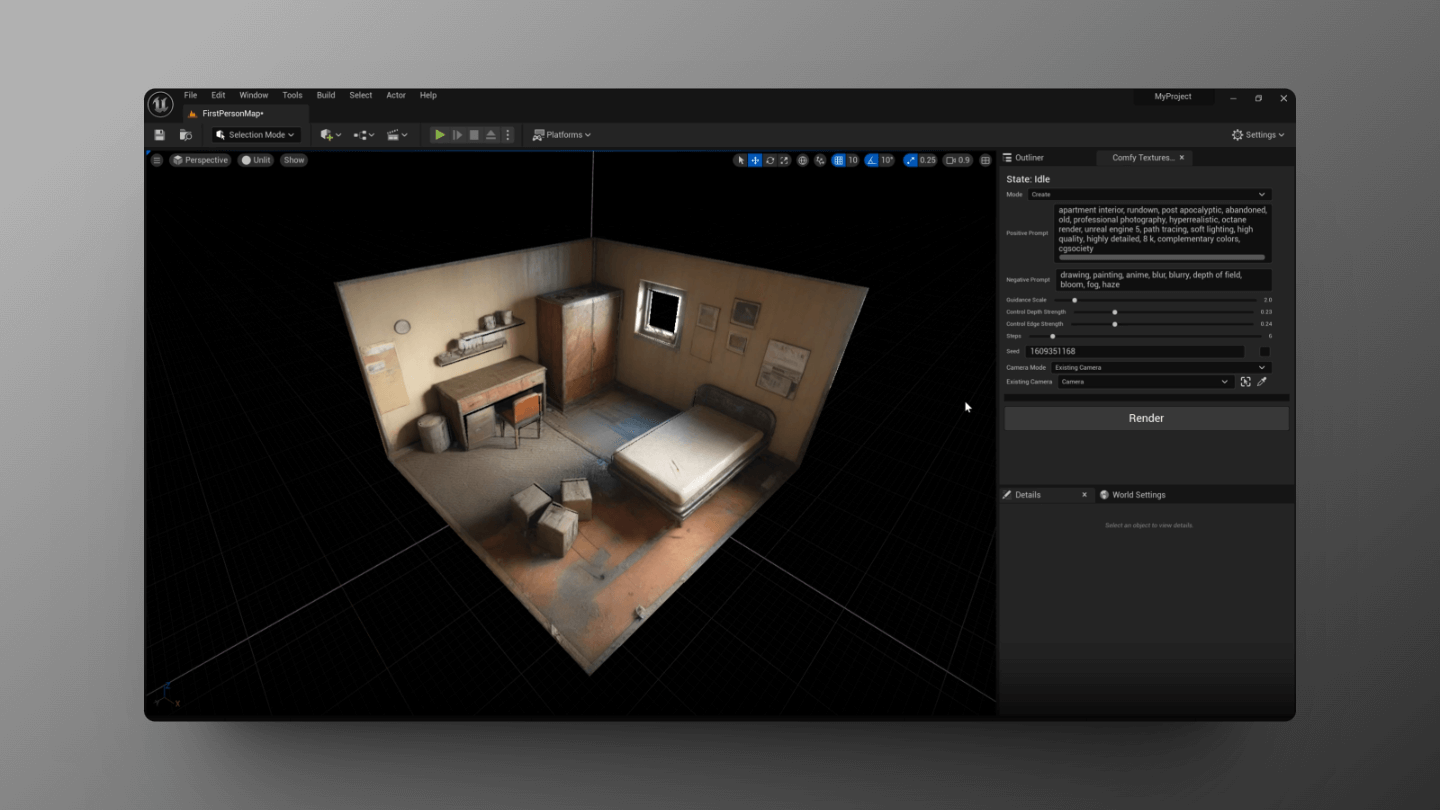 File Edit Window Tools Build Select Actor Help
MyProject
FirstPersonMap•
Selection Mode
Platforms
Settings
Perspective Unlit Show
10 10° 0.25 0.9
Outliner
Comfy Textures...
State: Idle
Mode Create
Positive Prompt
apartment interior, rundown, post apocalyptic, abandoned,
old, professional photography, hyperrealistic, octane
render, unreal engine 5, path tracing, soft lighting, high
quality, highly detailed, 8 k, complementary colors,
cgsociety
Negative Prompt
drawing, painting, anime, blur, blurry, depth of field,
bloom, fog, haze
Guidance Scale 2.0
Control Depth Strength 0.23
Control Edge Strength 0.24
Steps 6
Seed 1609351168
Camera Mode Existing Camera
Existing Camera Camera
Render
Details
World Settings
Select an object to view details.
X